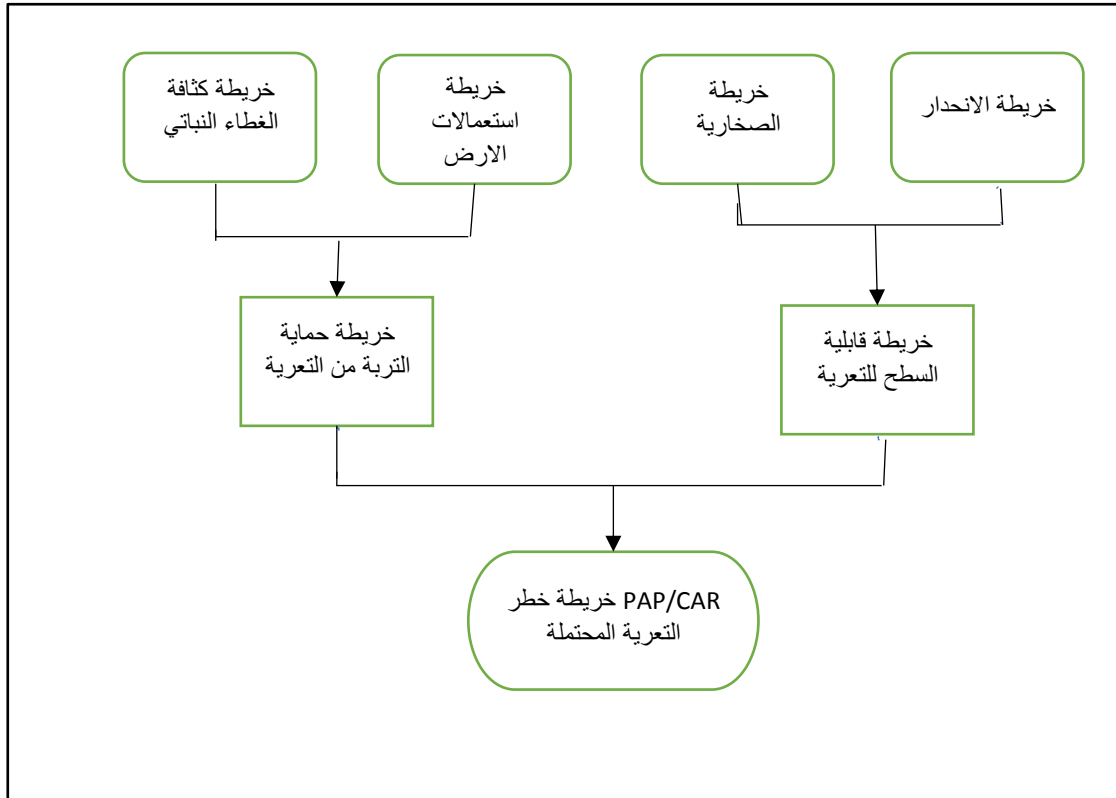 خريطة الانحدار
خريطة
الصخارية
خريطة
استعمالات
الارض
خريطة كثافة
الغطاء النباتي
خريطة قابلية
السطح للتعرية
خريطة حماية
التربة من التعرية
PAP/CAR خريطة خطر
التعرية المحتملة